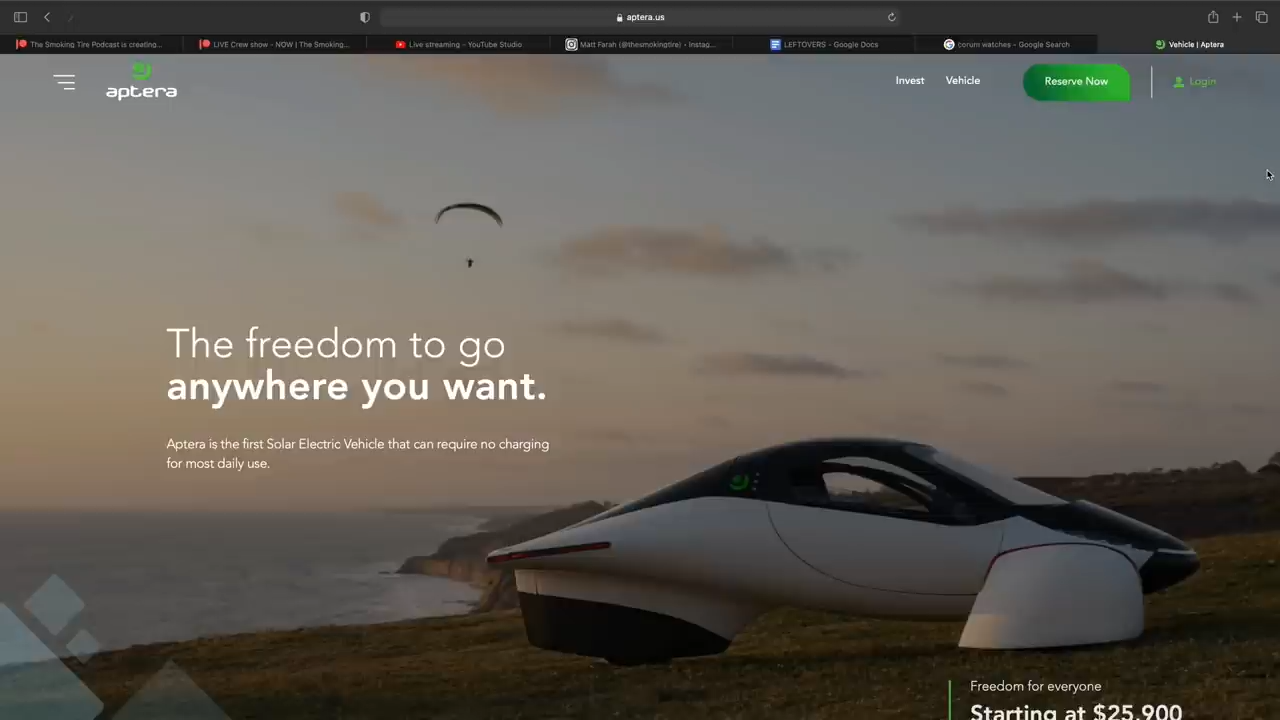 aptera.us
The Smoking Tire Podcast is creating...
LIVE Crew show - NOW | The Smoking...
Live streaming - YouTube Studio
Matt Farah (@thesmokingtire) • Instag...
LEFTOVERS - Google Docs
corum watches - Google Search
Vehicle | Aptera
aptera
Invest
Vehicle
Reserve Now
Login
The freedom to go
anywhere you want.
Aptera is the first Solar Electric Vehicle that can require no charging
for most daily use.
Freedom for everyone
Starting at $25,900